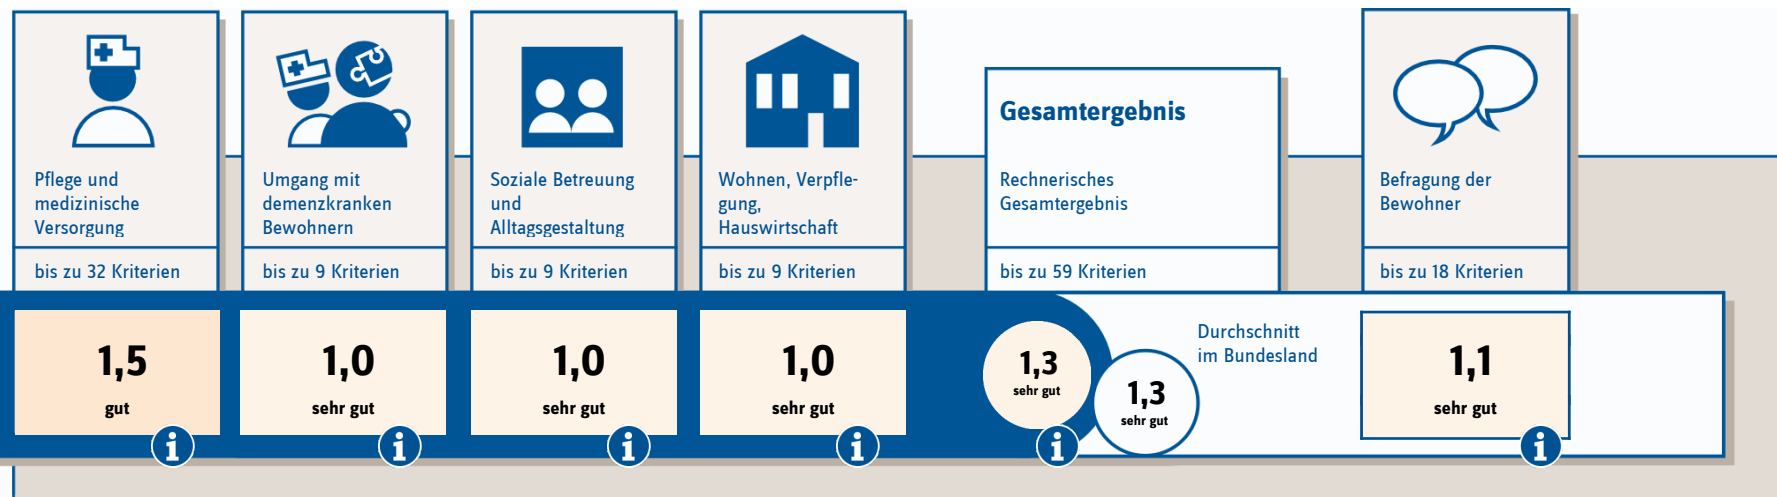 Pflege und
medizinische
Versorgung
bis zu 32 Kriterien
1,5
gut
Umgang mit
demenzkranken
Bewohnern
bis zu 9 Kriterien
1,0
sehr gut
Soziale Betreuung
und
Alltagsgestaltung
bis zu 9 Kriterien
1,0
sehr gut
Wohnen, Verpfle-
gung,
Hauswirtschaft
bis zu 9 Kriterien
1,0
sehr gut
Gesamtergebnis
Rechnerisches
Gesamtergebnis
bis zu 59 Kriterien
1,3
sehr gut
Durchschnitt
im Bundesland
1,3
sehr gut
Befragung der
Bewohner
bis zu 18 Kriterien
1,1
sehr gut